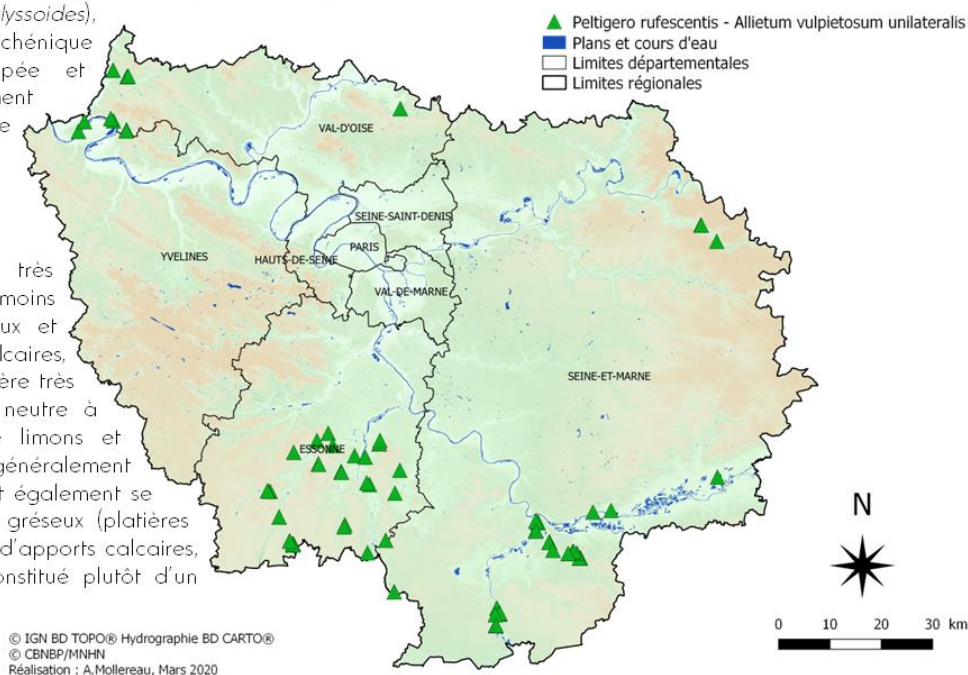 lyssoides),
chénique
pée et
ment
e
très
moins
ux et
lcaires,
ère très
neutre à
e limons et
généralement
t également se
gréseux (platières
d'apports calcaires,
onstitué plutôt d'un
Peltigero rufescentis - Allietum vulpietosum unilateralis
Plans et cours d'eau
Limites départementales
Limites régionales
VAL-D'OISE
SEINE-SAINT-DENIS
PARIS
YVELINES
HAUTS-DE-SEINE
VAL-DE-MARNE
SEINE-ET-MARNE
ESSONNE
N
0 10 20 30 km
© IGN BD TOPO® Hydrographie BD CARTO®
© CBNBP/MNHN
Réalisation : A.Mollereau, Mars 2020